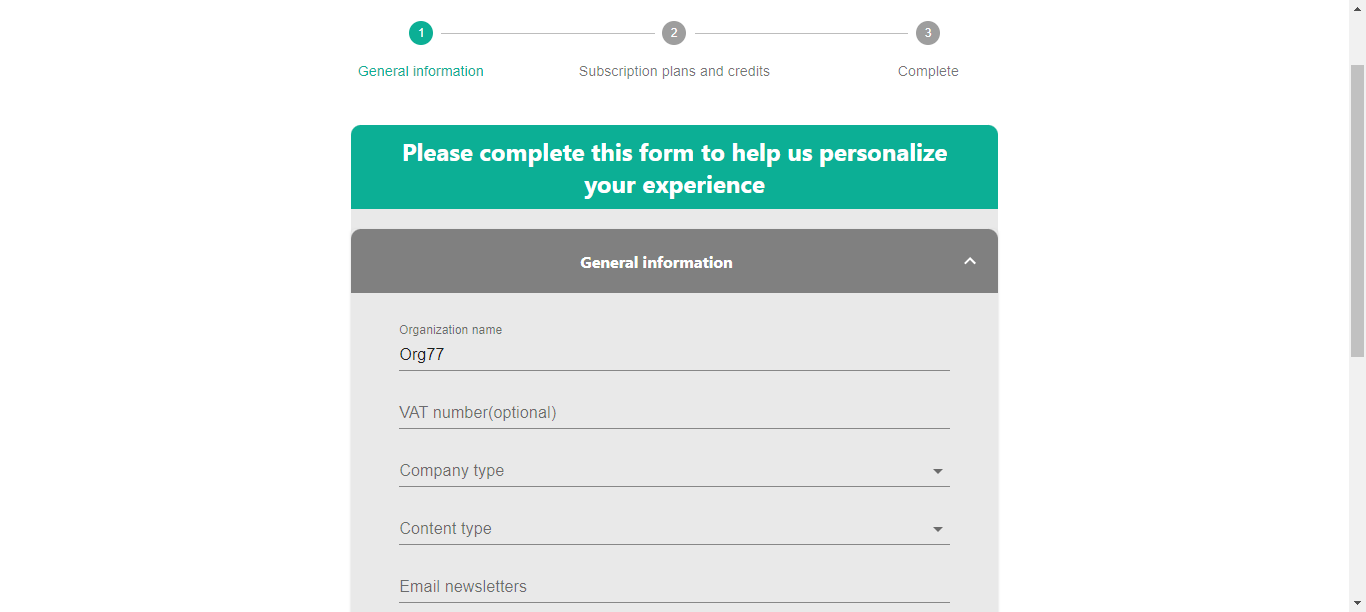 1
2
3
General information
Subscription plans and credits
Complete
Please complete this form to help us personalize
your experience
General information
Organization name
Org77
VAT number(optional)
Company type
Content type
Email newsletters